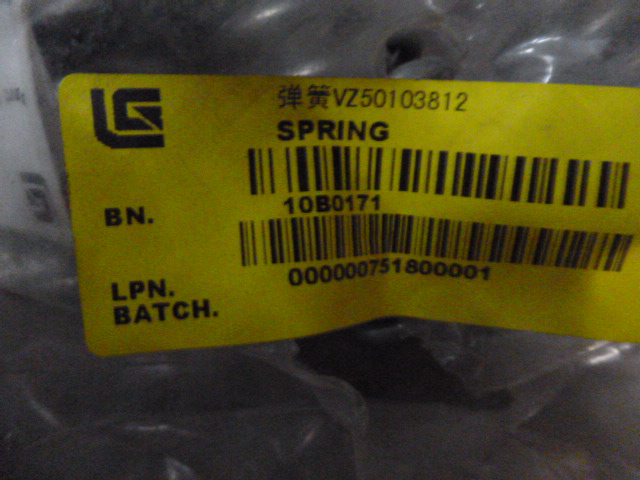 弹簧VZ50103812
SPRING
BN.
10B0171
000000751800001
LPN.
BATCH.